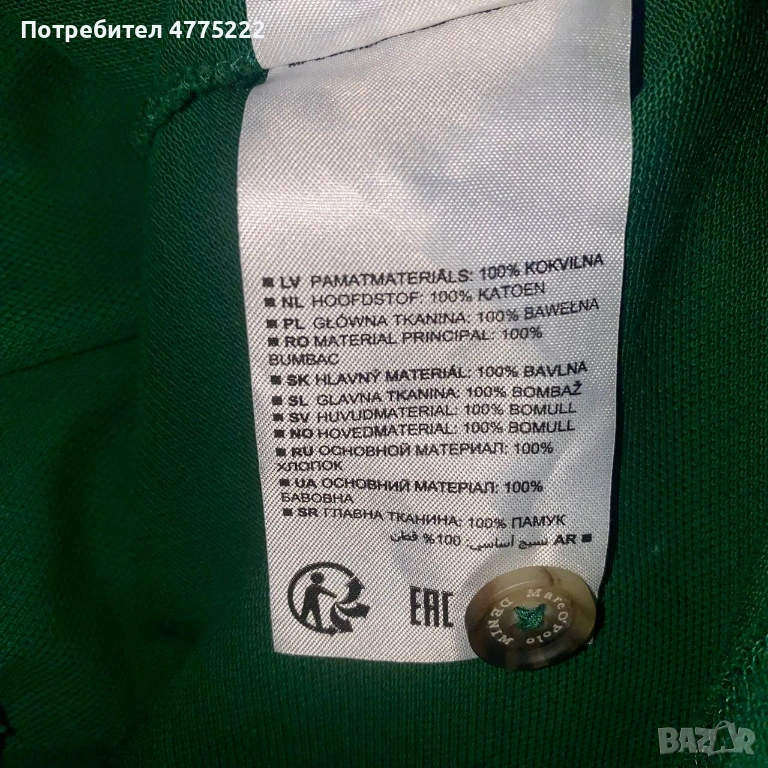 Потребител 4775222
■ LV PAMATMATERIĀLS: 100% KOKVILNA
■ NL HOOFDSTOF: 100% KATOEN
■ PL GŁÓWNA TKANINA: 100% BAWEŁNA
■ RO MATERIAL PRINCIPAL: 100%
BUMBAC
■ SK HLAVNÝ MATERIÁL: 100% BAVLNA
■ SL GLAVNA TKANINA: 100% BOMBAŽ
■ SV HUVUDMATERIAL: 100% BOMULL
■ NO HOVEDMATERIAL: 100% BOMULL
■ RU ОСНОВНОЙ МАТЕРИАЛ: 100%
ХЛОПОК
■ UA ОСНОВНИЙ МАТЕРІАЛ: 100%
БАВОВНА
■ SR ГЛАВНА ТКАНИНА: 100% ПАМУК
■ AR نسيج أساسي: 100% قطن
EAC
Marc O'Polo
DENIM
BAZAR